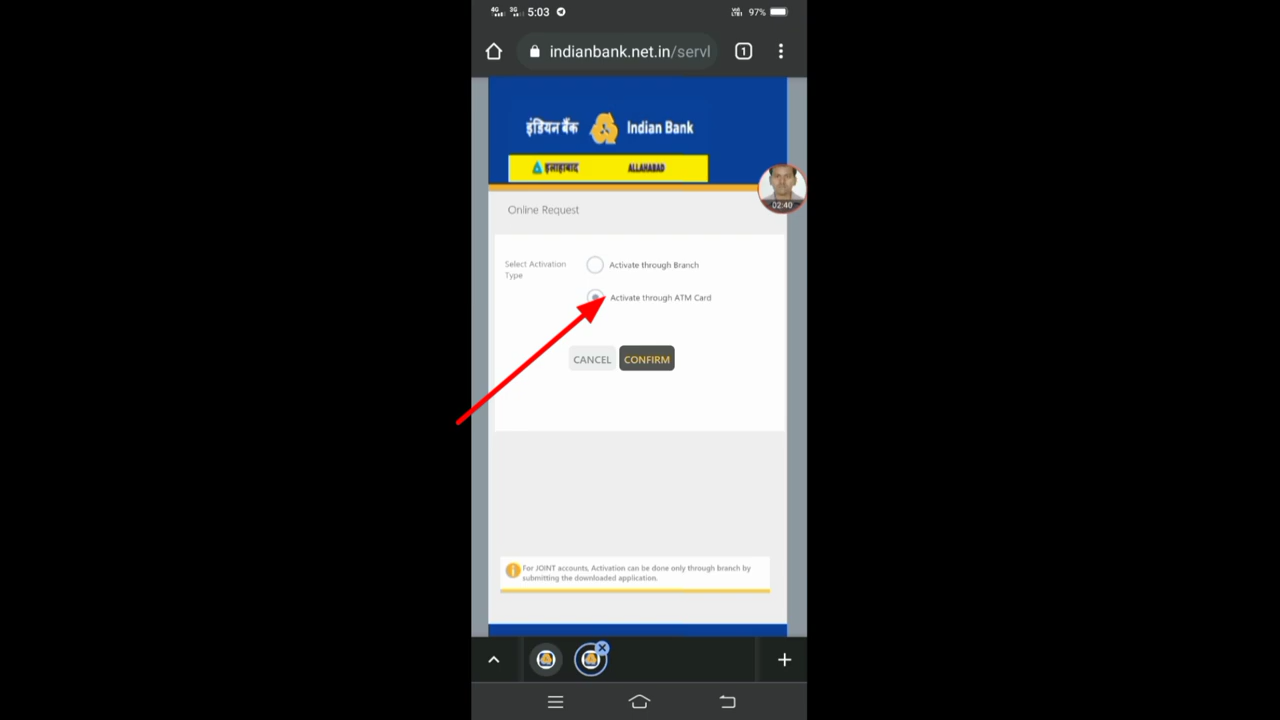 4G 3G 5:03 97%
indianbank.net.in/servl 1
इंडियन बैंक Indian Bank
इलाहाबाद ALLAHABAD
02:40
Online Request
Select Activation Type
Activate through Branch
Activate through ATM Card
CANCEL CONFIRM
For JOINT accounts, Activation can be done only through branch by
submitting the downloaded application.